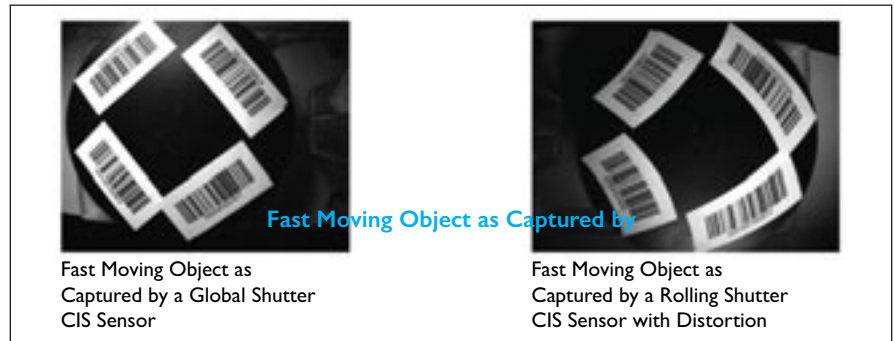 Fast Moving Object as Captured by
Fast Moving Object as
Captured by a Global Shutter
CIS Sensor
Fast Moving Object as
Captured by a Rolling Shutter
CIS Sensor with Distortion